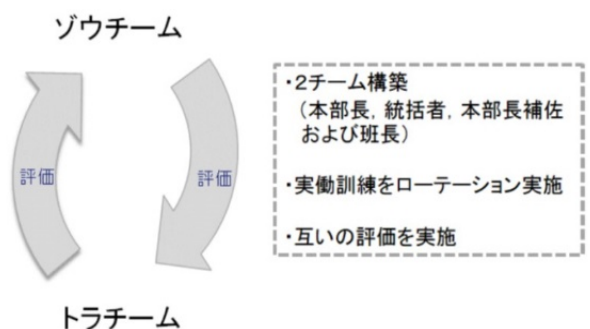 ゾウチーム
評価
評価
・2チーム構築
(本部長,統括者,本部長補佐
および班長)
・実働訓練をローテーション実施
・互いの評価を実施
トラチーム